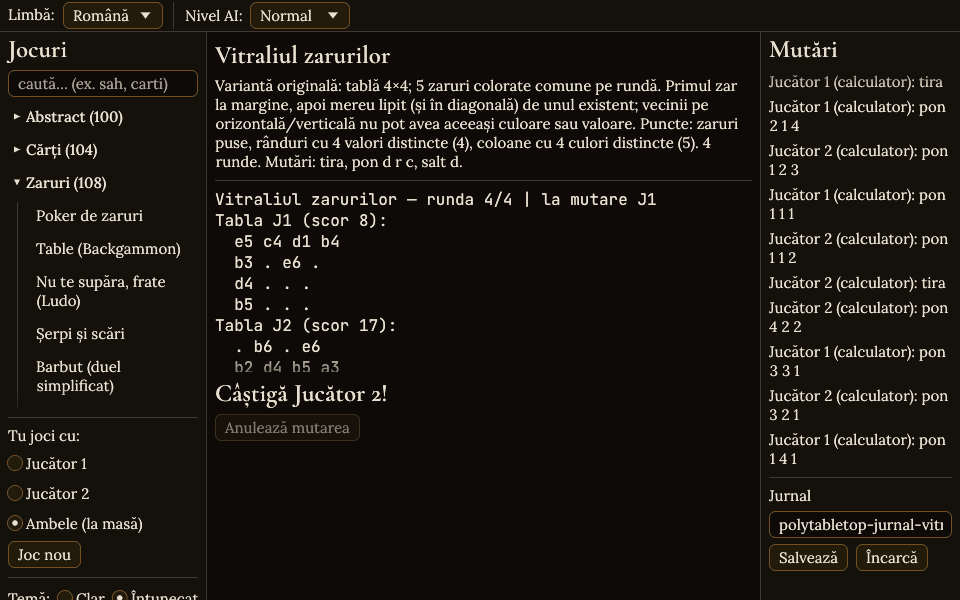 Limbă: Română ▼ Nivel AI: Normal ▼
Jocuri
caută... (ex. sah, carti)
▸ Abstract (100)
▸ Cărți (104)
▾ Zaruri (108)
Poker de zaruri
Table (Backgammon)
Nu te supăra, frate
(Ludo)
Șerpi și scări
Barbut (duel
simplificat)
Tu joci cu:
Jucător 1
Jucător 2
Ambele (la masă)
Joc nou
Temă: Clar Întunecat
Vitraliul zarurilor
Variantă originală: tablă 4×4; 5 zaruri colorate comune pe rundă. Primul zar
la margine, apoi mereu lipit (și în diagonală) de unul existent; vecinii pe
orizontală/verticală nu pot avea aceeași culoare sau valoare. Puncte: zaruri
puse, rânduri cu 4 valori distincte (4), coloane cu 4 culori distincte (5). 4
runde. Mutări: tira, pon d r c, salt d.
Vitraliul zarurilor — runda 4/4 | la mutare J1
Tabla J1 (scor 8):
e5 c4 d1 b4
b3 . e6 .
d4 . . .
b5 . . .
Tabla J2 (scor 17):
. b6 . e6
b2 d4 b5 a3
Câștigă Jucător 2!
Anulează mutarea
Mutări
Jucător 1 (calculator): tira
Jucător 1 (calculator): pon
2 1 4
Jucător 2 (calculator): pon
1 2 3
Jucător 1 (calculator): pon
1 1 1
Jucător 2 (calculator): pon
1 1 2
Jucător 2 (calculator): tira
Jucător 2 (calculator): pon
4 2 2
Jucător 1 (calculator): pon
3 3 1
Jucător 2 (calculator): pon
3 2 1
Jucător 1 (calculator): pon
1 4 1
Jurnal
polytabletop-jurnal-vitr
Salvează Încarcă